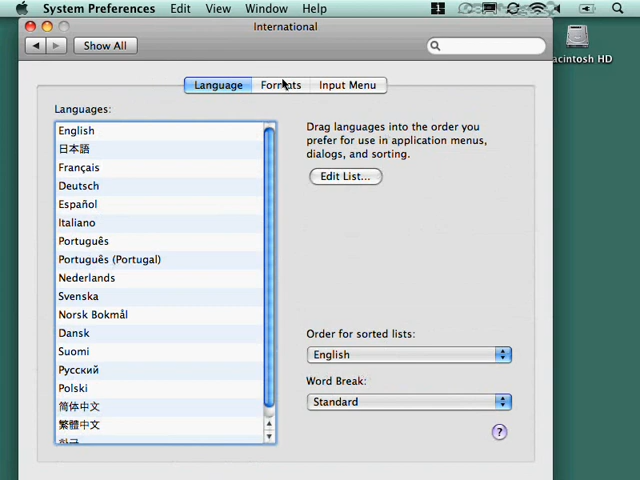 System Preferences Edit View Window Help
International
Show All
acintosh HD
Language Formats Input Menu
Languages:
English
日本語
Français
Deutsch
Español
Italiano
Português
Português (Portugal)
Nederlands
Svenska
Norsk Bokmål
Dansk
Suomi
Русский
Polski
简体中文
繁體中文
한국어
Drag languages into the order you
prefer for use in application menus,
dialogs, and sorting.
Edit List...
Order for sorted lists:
English
Word Break:
Standard
?